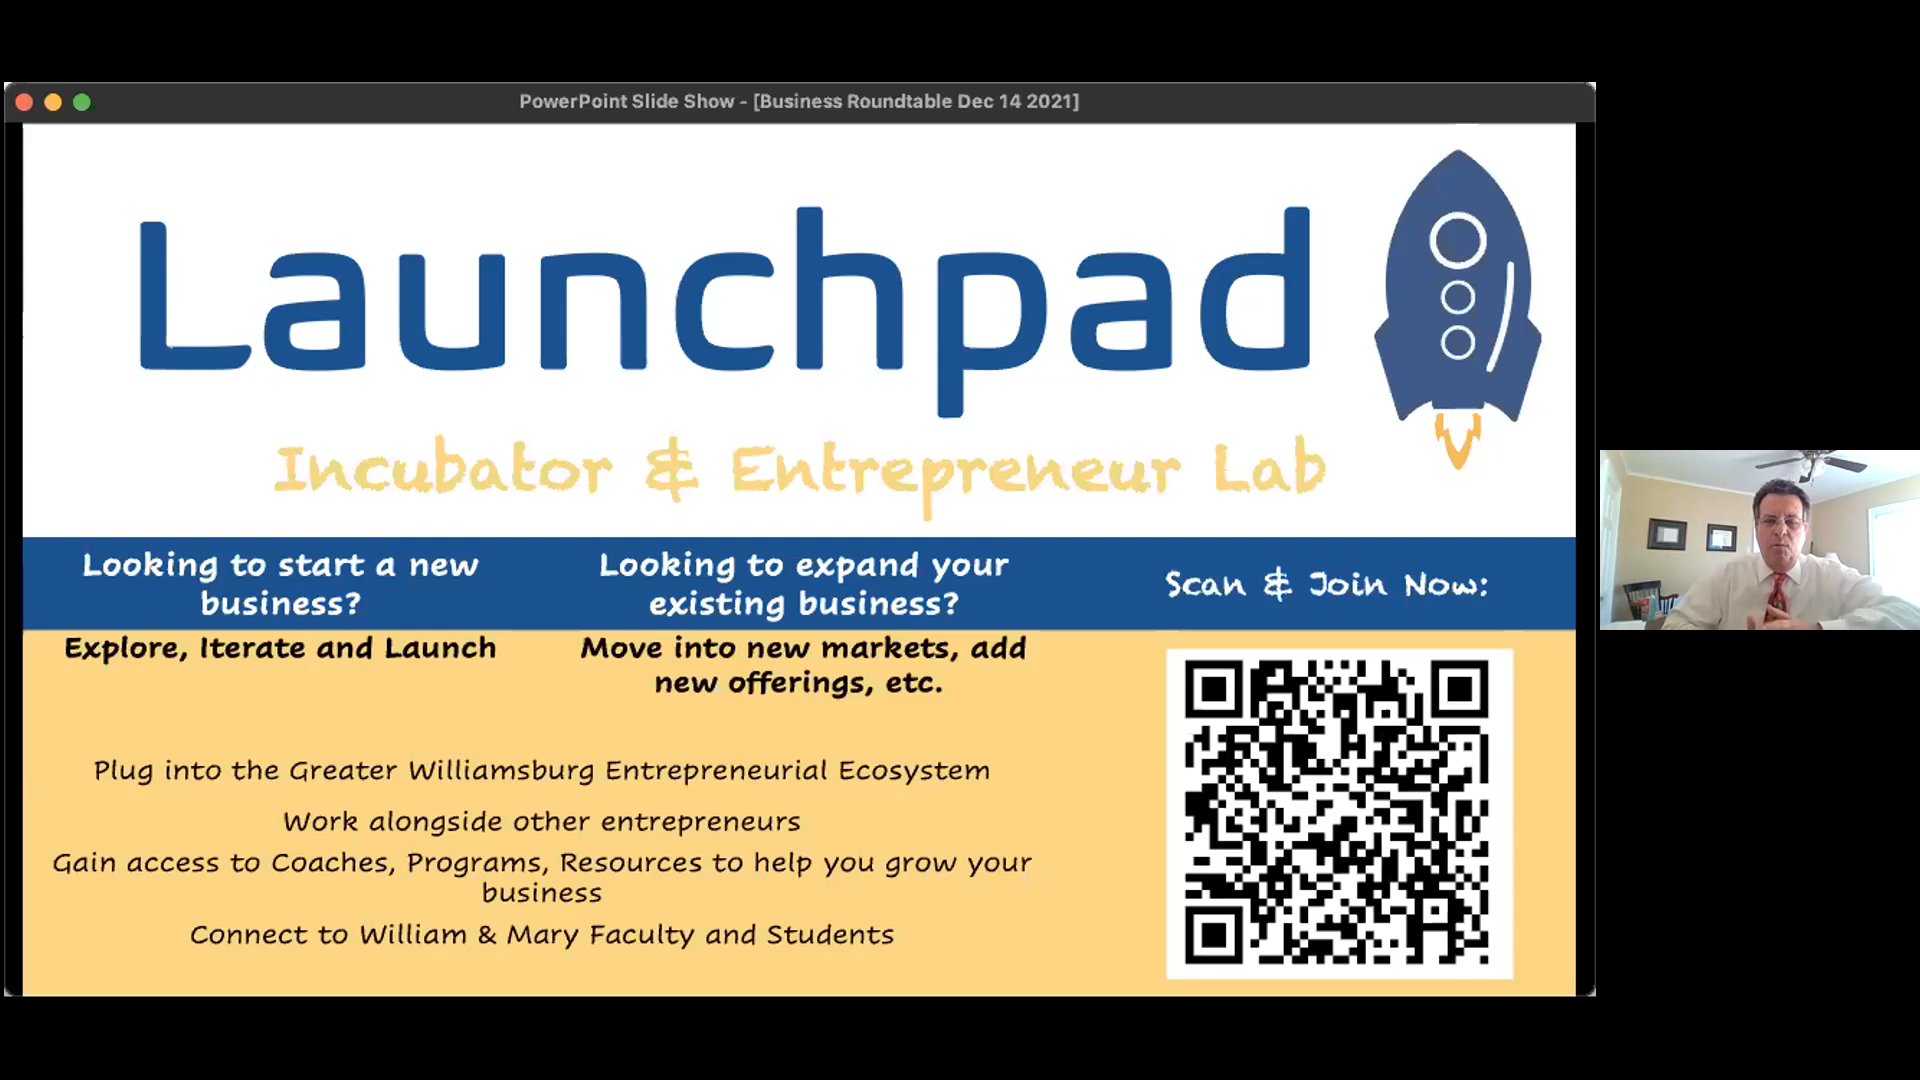 PowerPoint Slide Show - [Business Roundtable Dec 14 2021]
Launchpad
Incubator & Entrepreneur Lab
Looking to start a new
business?
Explore, Iterate and Launch
Looking to expand your
existing business?
Move into new markets, add
new offerings, etc.
Scan & Join Now:
Plug into the Greater Williamsburg Entrepreneurial Ecosystem
Work alongside other entrepreneurs
Gain access to Coaches, Programs, Resources to help you grow your
business
Connect to William & Mary Faculty and Students